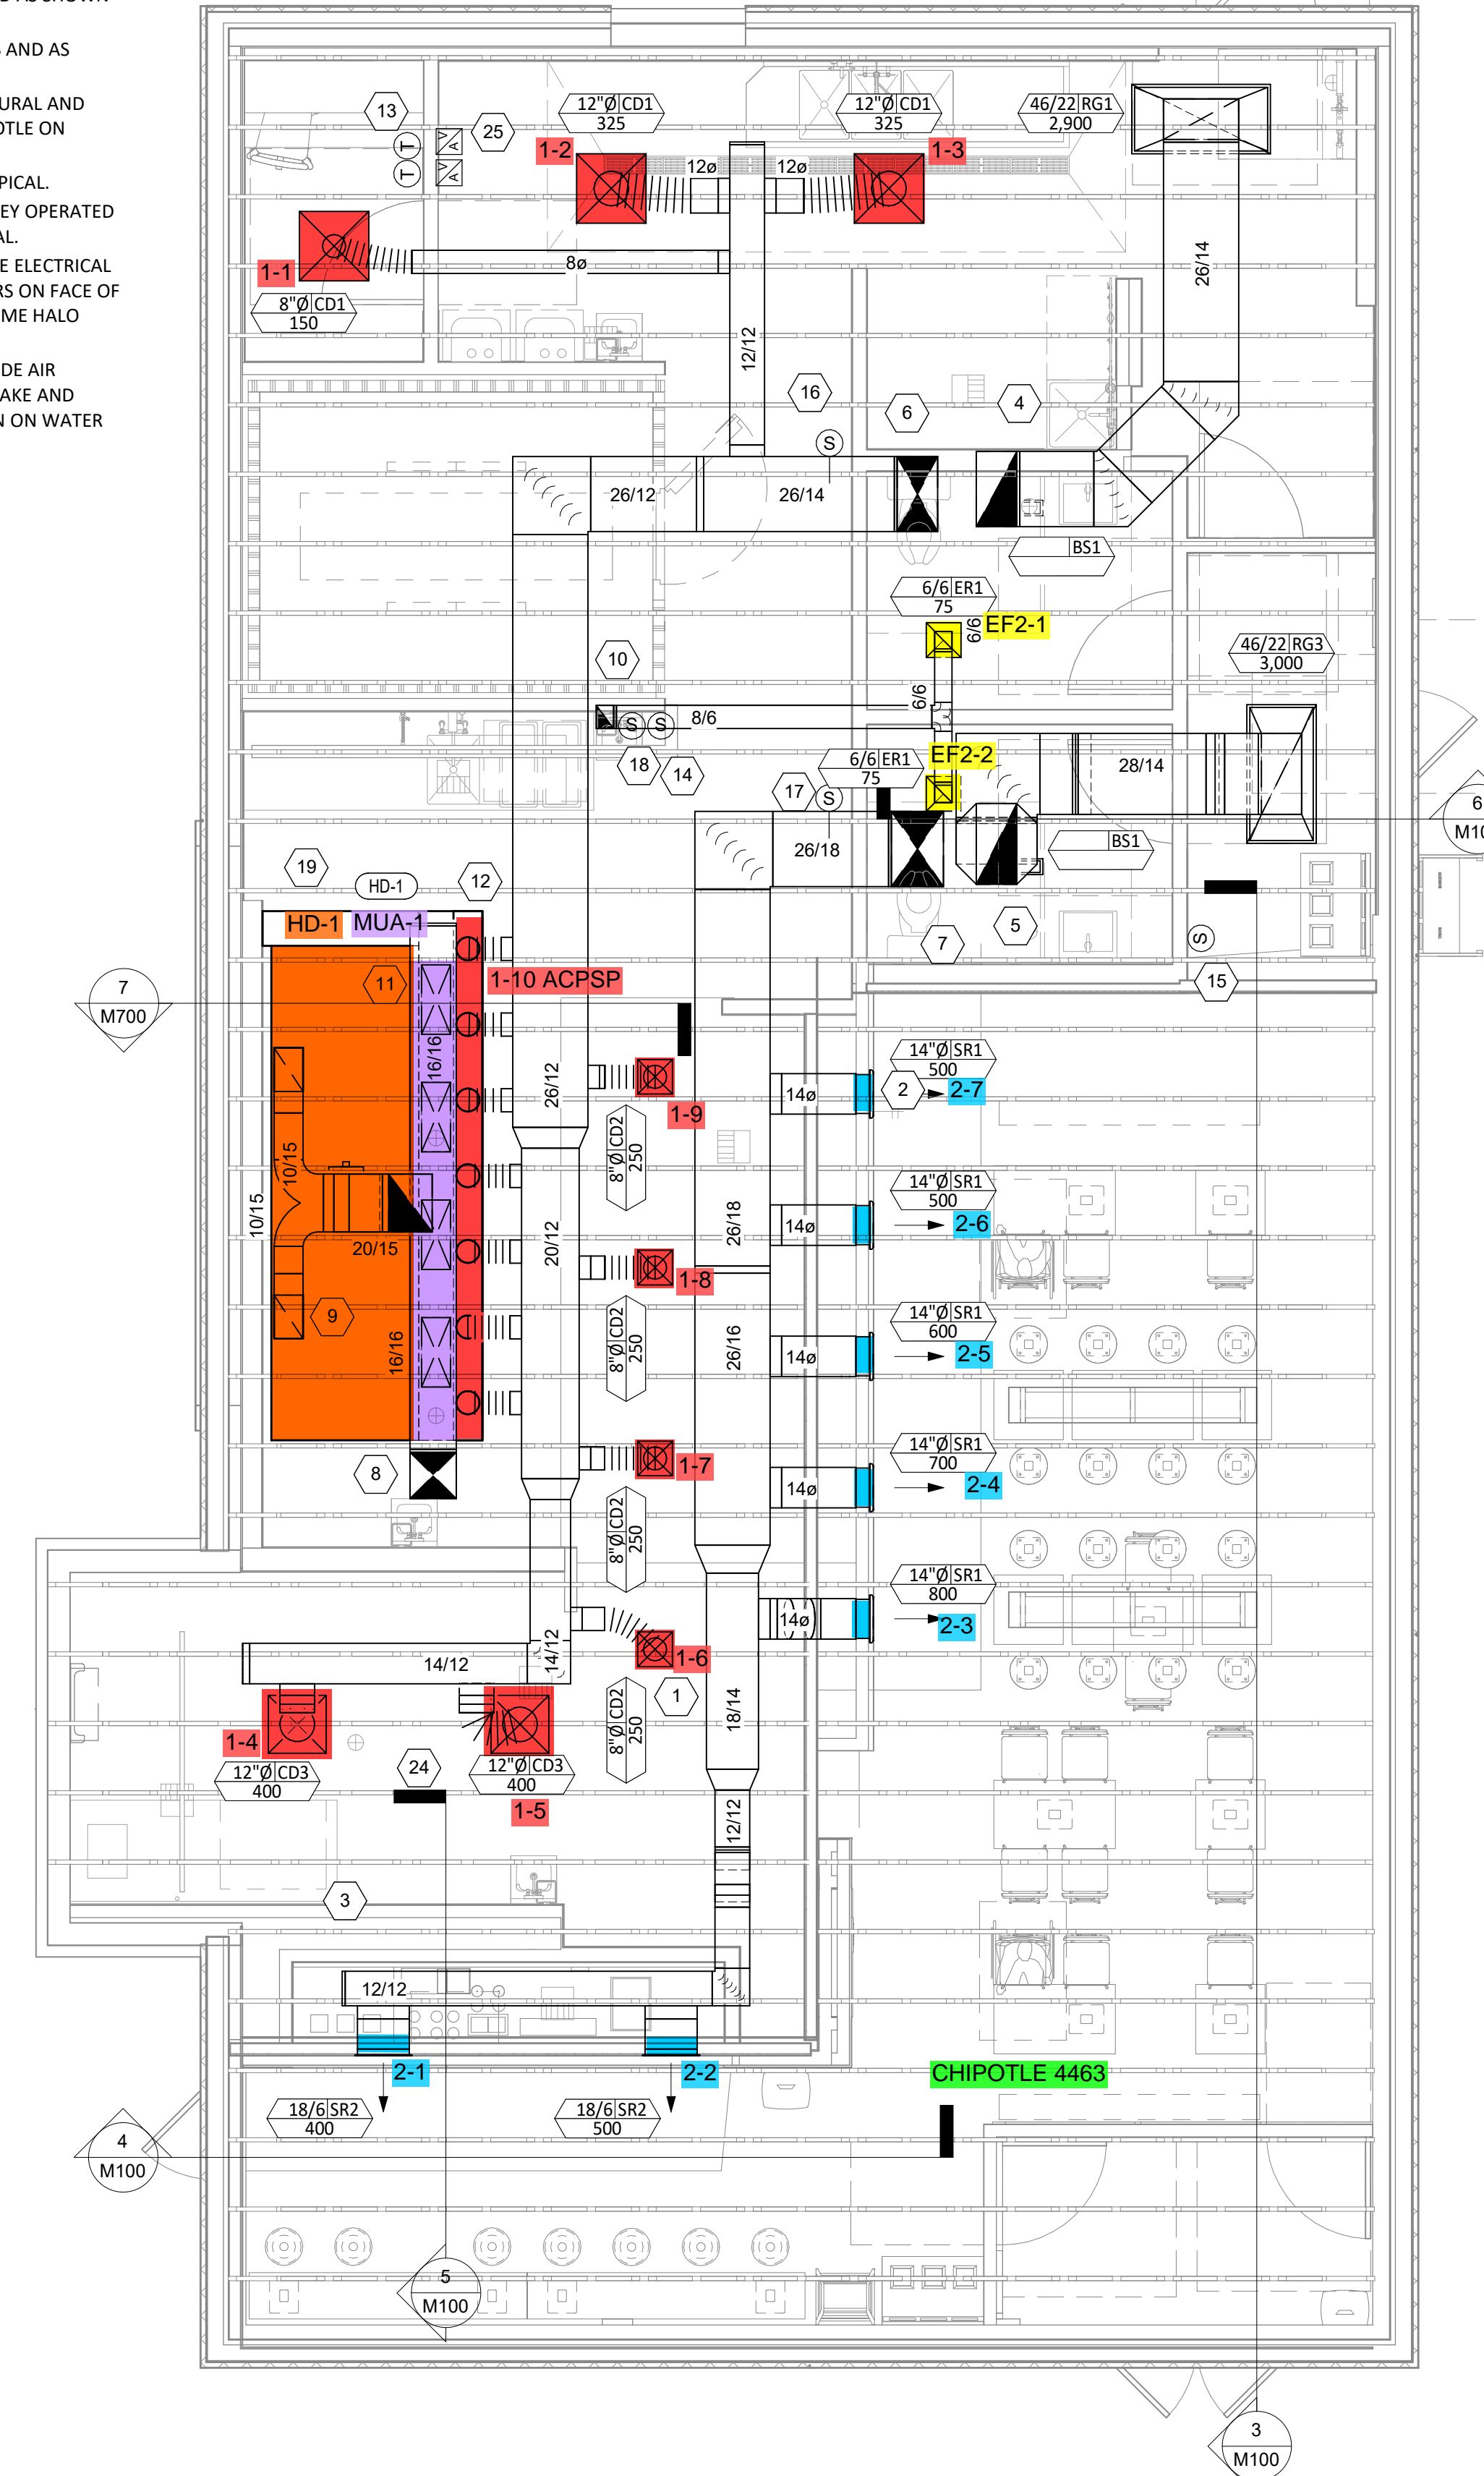 D AS SHOWN
S AND AS
URAL AND
OTLE ON
PICAL.
EY OPERATED
AL.
E ELECTRICAL
RS ON FACE OF
ME HALO
DE AIR
AKE AND
N ON WATER
13
T
T
V
A
V
A
25
12"Ø CD1
325
12"Ø CD1
325
46/22 RG1
2,900
1-2
12ø
12ø
1-3
1-1
8ø
8"Ø CD1
150
26/14
12/12
16
6
4
S
26/12
26/14
BS1
6/6 ER1
75
6/6
EF2-1
10
46/22 RG3
3,000
6/6
8/6
S
S
18
14
6/6 ER1
75
EF2-2
28/14
17
S
26/18
BS1
6
M10
19
HD-1
12
HD-1
MUA-1
7
5
S
15
11
1-10 ACPSP
7
M700
16/16
26/12
1-9
8"Ø CD2
250
14ø
14"Ø SR1
500
2
2-7
10/15
10/15
20/15
20/12
26/18
14ø
14"Ø SR1
500
2-6
1-8
8"Ø CD2
250
9
16/16
26/16
14ø
14"Ø SR1
600
2-5
1-7
8"Ø CD2
250
8
14ø
14"Ø SR1
700
2-4
14ø
14"Ø SR1
800
2-3
14/12
14/12
1-6
1
8"Ø CD2
250
18/14
1-4
12"Ø CD3
400
24
12"Ø CD3
400
1-5
12/12
3
12/12
2-1
2-2
CHIPOTLE 4463
18/6 SR2
400
18/6 SR2
500
4
M100
5
M100
3
M100